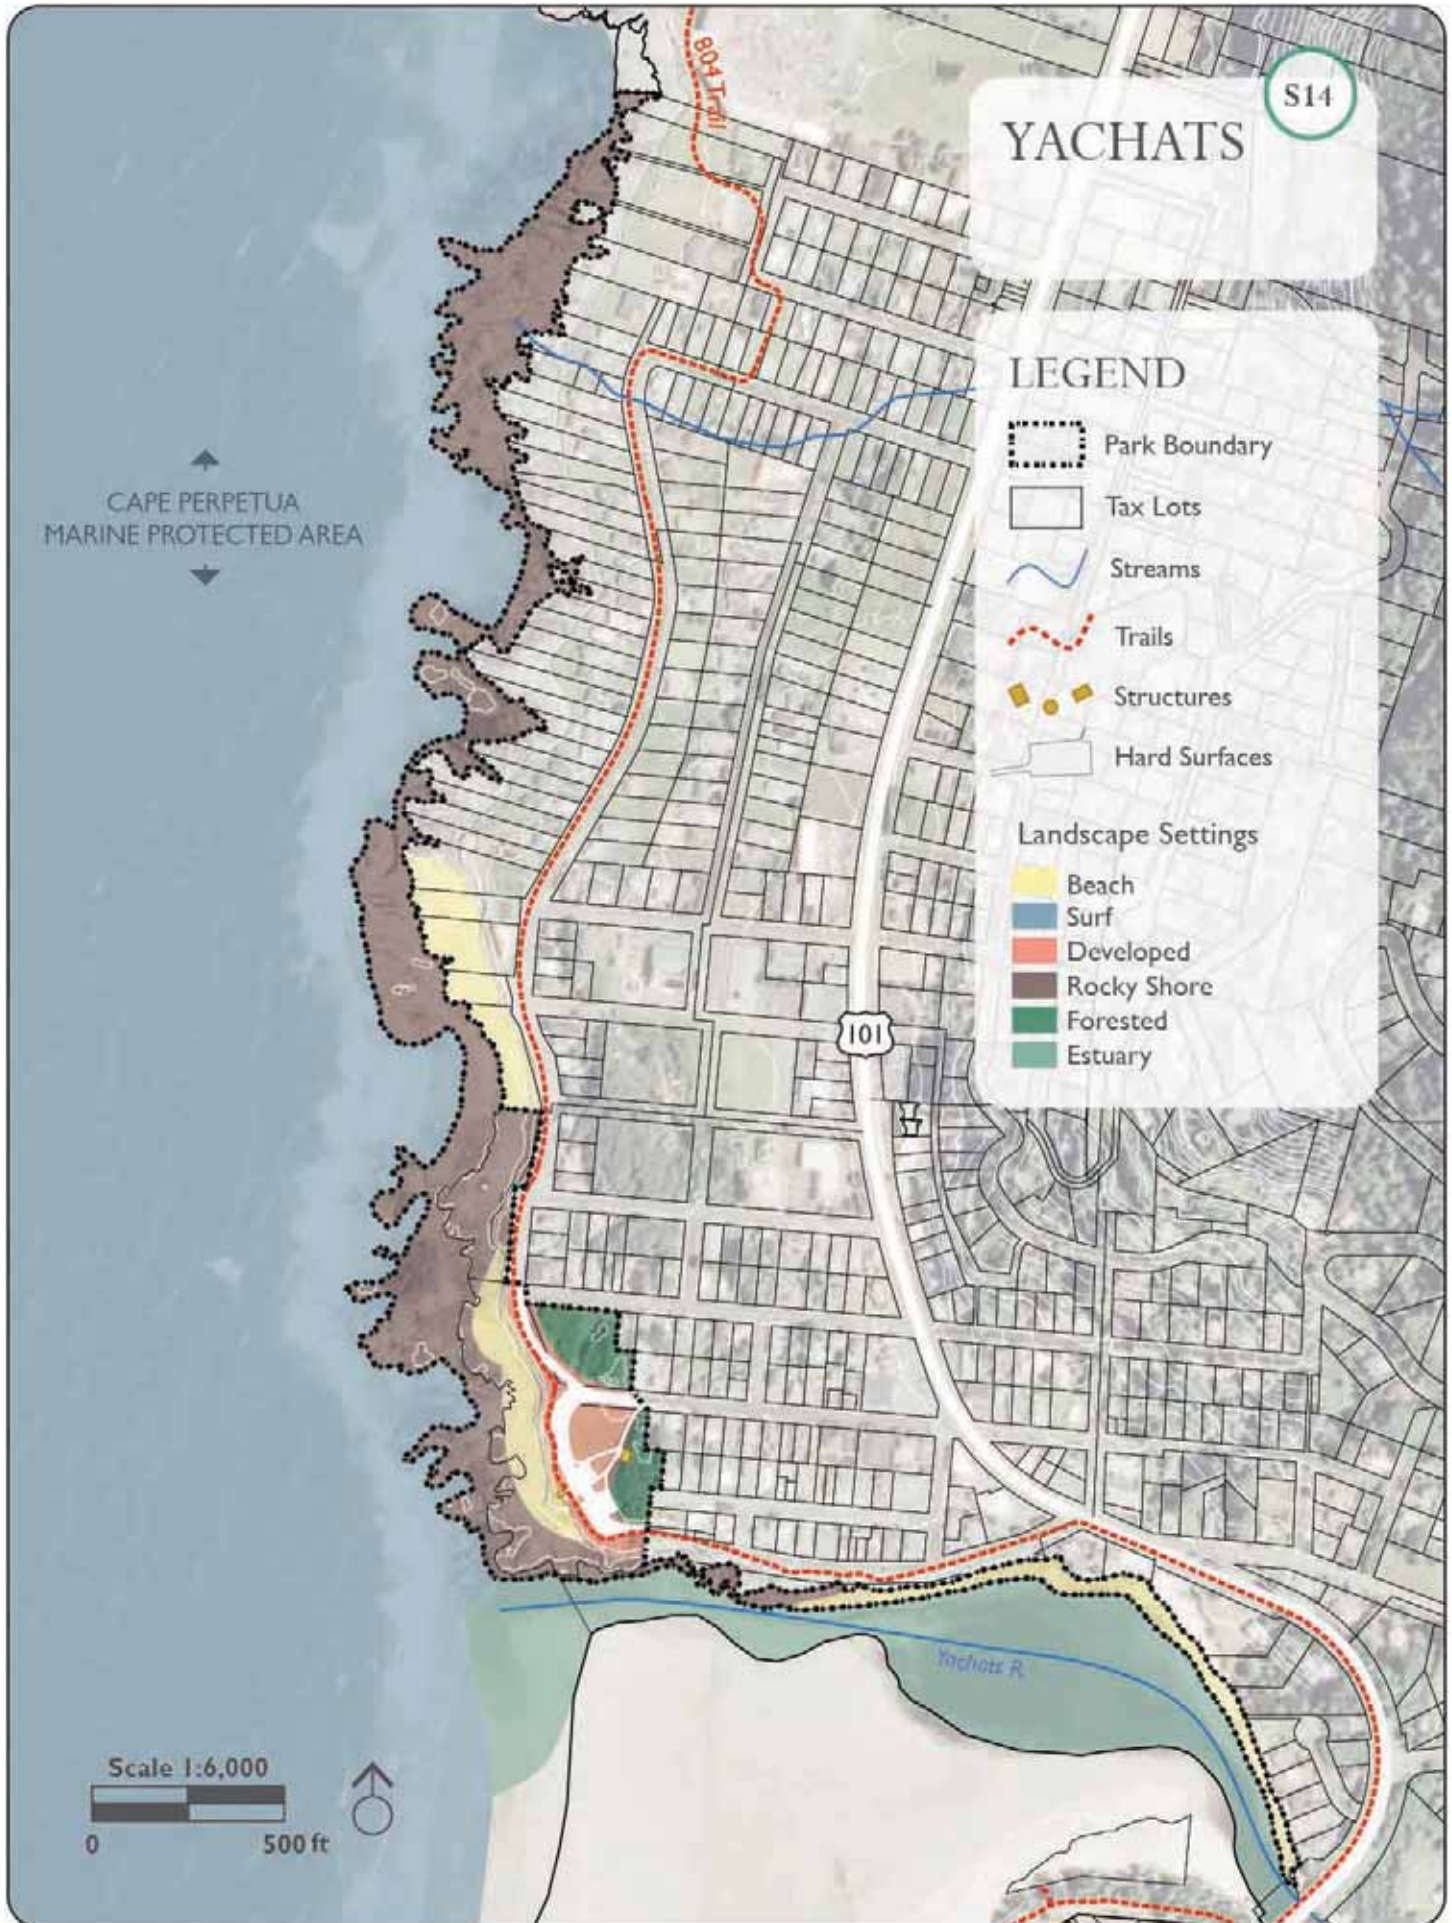 804 Trail
S14
YACHATS
LEGEND
Park Boundary
Tax Lots
Streams
Trails
Structures
Hard Surfaces
Landscape Settings
Beach
Surf
Developed
Rocky Shore
Forested
Estuary
CAPE PERPETUA
MARINE PROTECTED AREA
101
Yachats R.
Scale 1:6,000
0
500 ft